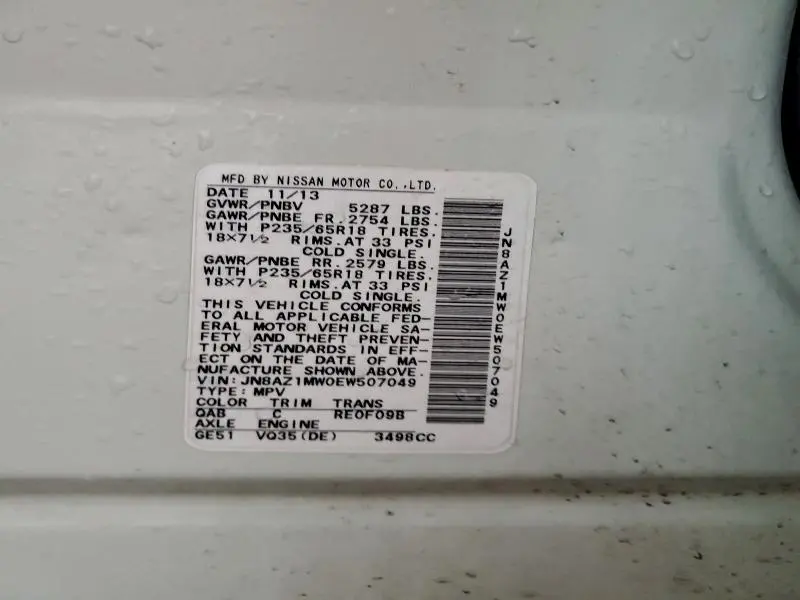 MFD BY NISSAN MOTOR CO.,LTD.
DATE 11/13
GVWR/PNBV 5287 LBS.
GAWR/PNBE FR. 2754 LBS.
WITH P235/65R18 TIRES.
18×7½ RIMS.AT 33 PSI
COLD SINGLE.
GAWR/PNBE RR. 2579 LBS.
WITH P235/65R18 TIRES.
18×7½ RIMS.AT 33 PSI
COLD SINGLE.
THIS VEHICLE CONFORMS
TO ALL APPLICABLE FED-
ERAL MOTOR VEHICLE SA-
FETY AND THEFT PREVEN-
TION STANDARDS IN EFF-
ECT ON THE DATE OF MA-
NUFACTURE SHOWN ABOVE.
VIN:JN8AZ1MW0EW507049
TYPE:MPV
COLOR TRIM TRANS
QAB C RE0F09B
AXLE ENGINE
GE51 VQ35(DE) 3498CC
JN8AZ1MW0EW507049